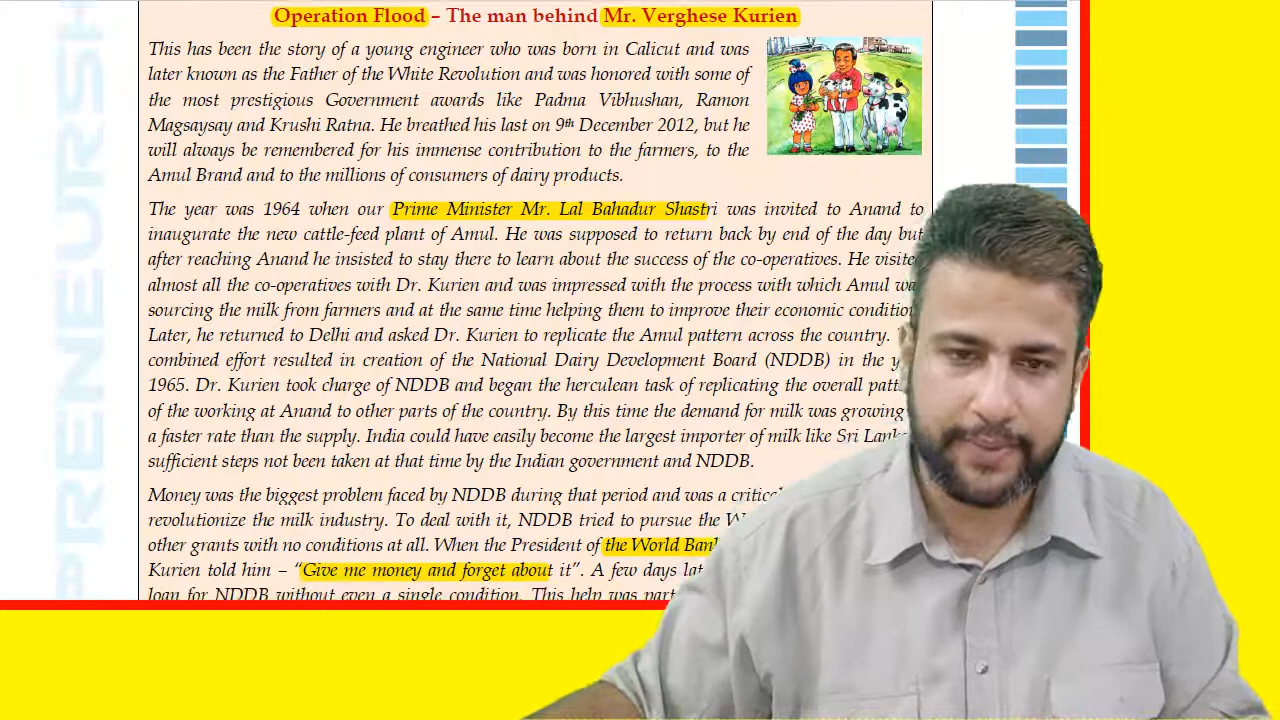 Operation Flood – The man behind Mr. Verghese Kurien
This has been the story of a young engineer who was born in Calicut and was
later known as the Father of the White Revolution and was honored with some of
the most prestigious Government awards like Padma Vibhushan, Ramon
Magsaysay and Krushi Ratna. He breathed his last on 9th December 2012, but he
will always be remembered for his immense contribution to the farmers, to the
Amul Brand and to the millions of consumers of dairy products.
The year was 1964 when our Prime Minister Mr. Lal Bahadur Shastri was invited to Anand to
inaugurate the new cattle-feed plant of Amul. He was supposed to return back by end of the day but
after reaching Anand he insisted to stay there to learn about the success of the co-operatives. He visite
almost all the co-operatives with Dr. Kurien and was impressed with the process with which Amul wa
sourcing the milk from farmers and at the same time helping them to improve their economic condition
Later, he returned to Delhi and asked Dr. Kurien to replicate the Amul pattern across the country.
combined effort resulted in creation of the National Dairy Development Board (NDDB) in the y
1965. Dr. Kurien took charge of NDDB and began the herculean task of replicating the overall patt
of the working at Anand to other parts of the country. By this time the demand for milk was growing
a faster rate than the supply. India could have easily become the largest importer of milk like Sri Lank
sufficient steps not been taken at that time by the Indian government and NDDB.
Money was the biggest problem faced by NDDB during that period and was a critical
revolutionize the milk industry. To deal with it, NDDB tried to pursue the W
other grants with no conditions at all. When the President of the World Bank
Kurien told him – “Give me money and forget about it”. A few days lat
loan for NDDB without even a single condition. This help was part
PRENEURSH